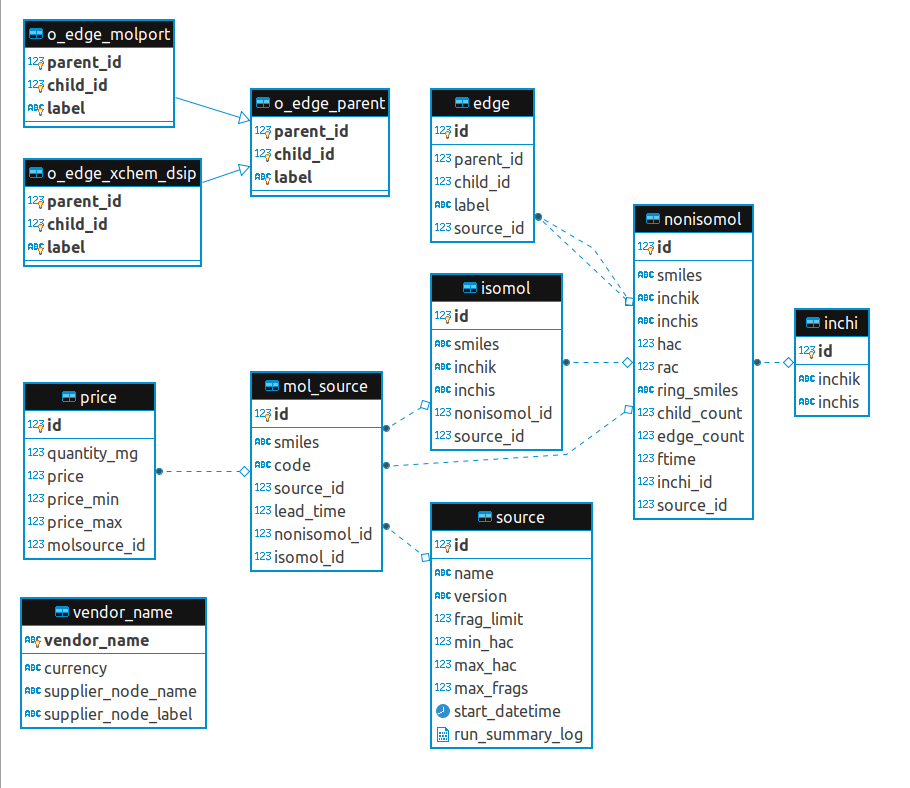 o_edge_molport
123 parent_id
123 child_id
ABC label
o_edge_xchem_dsip
123 parent_id
123 child_id
ABC label
o_edge_parent
123 parent_id
123 child_id
ABC label
edge
123 id
123 parent_id
123 child_id
ABC label
123 source_id
nonisomol
123 id
ABC smiles
ABC inchik
ABC inchis
123 hac
123 rac
ABC ring_smiles
123 child_count
123 edge_count
123 ftime
123 inchi_id
123 source_id
isomol
123 id
ABC smiles
ABC inchik
ABC inchis
123 nonisomol_id
123 source_id
inchi
123 id
ABC inchik
ABC inchis
price
123 id
123 quantity_mg
123 price
123 price_min
123 price_max
123 molsource_id
mol_source
123 id
ABC smiles
ABC code
123 source_id
123 lead_time
123 nonisomol_id
123 isomol_id
source
123 id
ABC name
ABC version
123 frag_limit
123 min_hac
123 max_hac
123 max_frags
start_datetime
run_summary_log
vendor_name
ABC vendor_name
ABC currency
ABC supplier_node_name
ABC supplier_node_label